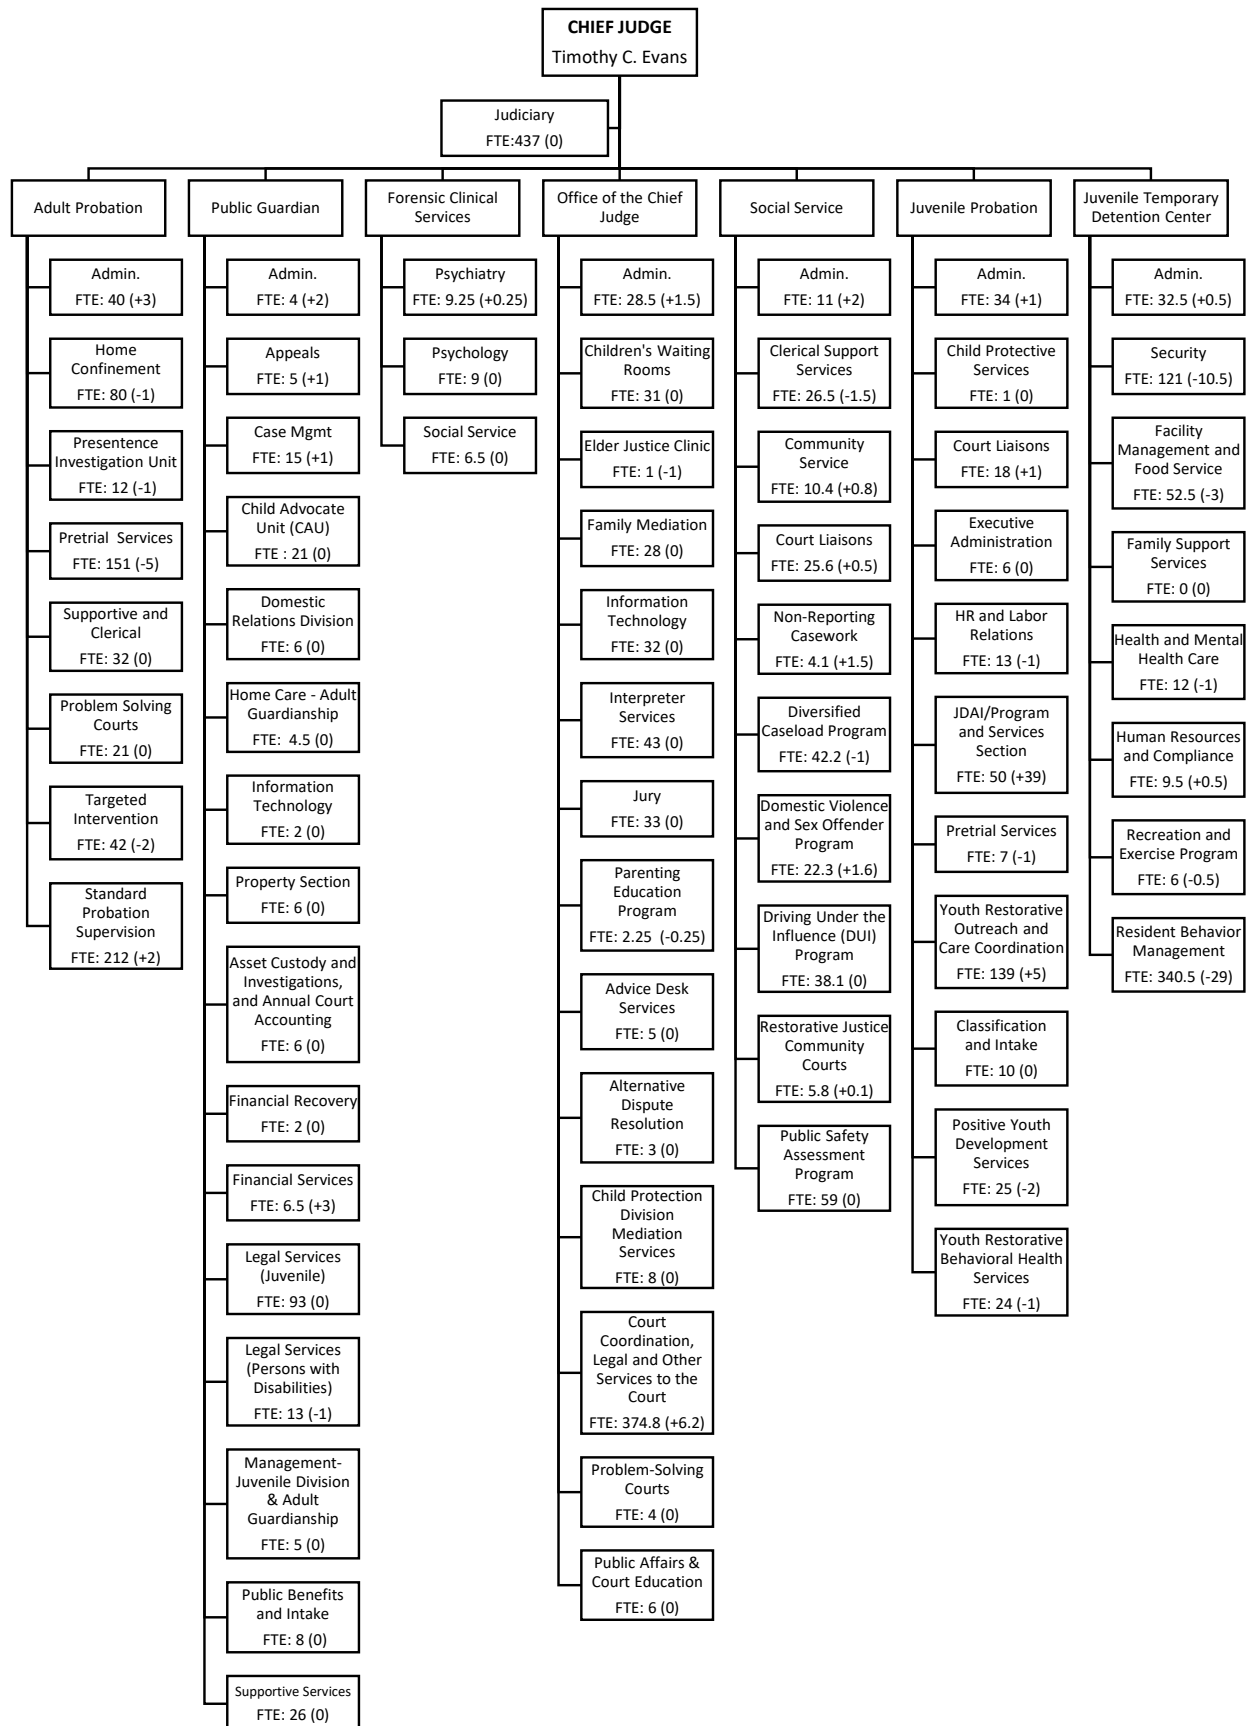 CHIEF JUDGE
Timothy C. Evans
Judiciary
FTE:437 (0)
Adult Probation
Admin.
FTE: 40 (+3)
Home
Confinement
FTE: 80 (-1)
Presentence
Investigation Unit
FTE: 12 (-1)
Pretrial Services
FTE: 151 (-5)
Supportive and
Clerical
FTE: 32 (0)
Problem Solving
Courts
FTE: 21 (0)
Targeted
Intervention
FTE: 42 (-2)
Standard
Probation
Supervision
FTE: 212 (+2)
Public Guardian
Admin.
FTE: 4 (+2)
Appeals
FTE: 5 (+1)
Case Mgmt
FTE: 15 (+1)
Child Advocate
Unit (CAU)
FTE : 21 (0)
Domestic
Relations Division
FTE: 6 (0)
Home Care - Adult
Guardianship
FTE: 4.5 (0)
Information
Technology
FTE: 2 (0)
Property Section
FTE: 6 (0)
Asset Custody and
Investigations,
and Annual Court
Accounting
FTE: 6 (0)
Financial Recovery
FTE: 2 (0)
Financial Services
FTE: 6.5 (+3)
Legal Services
(Juvenile)
FTE: 93 (0)
Legal Services
(Persons with
Disabilities)
FTE: 13 (-1)
Management-
Juvenile Division
& Adult
Guardianship
FTE: 5 (0)
Public Benefits
and Intake
FTE: 8 (0)
Supportive Services
FTE: 26 (0)
Forensic Clinical
Services
Psychiatry
FTE: 9.25 (+0.25)
Psychology
FTE: 9 (0)
Social Service
FTE: 6.5 (0)
Office of the Chief
Judge
Admin.
FTE: 28.5 (+1.5)
Children's Waiting
Rooms
FTE: 31 (0)
Elder Justice Clinic
FTE: 1 (-1)
Family Mediation
FTE: 28 (0)
Information
Technology
FTE: 32 (0)
Interpreter
Services
FTE: 43 (0)
Jury
FTE: 33 (0)
Parenting
Education
Program
FTE: 2.25 (-0.25)
Advice Desk
Services
FTE: 5 (0)
Alternative
Dispute
Resolution
FTE: 3 (0)
Child Protection
Division
Mediation
Services
FTE: 8 (0)
Court
Coordination,
Legal and Other
Services to the
Court
FTE: 374.8 (+6.2)
Problem-Solving
Courts
FTE: 4 (0)
Public Affairs &
Court Education
FTE: 6 (0)
Social Service
Admin.
FTE: 11 (+2)
Clerical Support
Services
FTE: 26.5 (-1.5)
Community
Service
FTE: 10.4 (+0.8)
Court Liaisons
FTE: 25.6 (+0.5)
Non-Reporting
Casework
FTE: 4.1 (+1.5)
Diversified
Caseload Program
FTE: 42.2 (-1)
Domestic Violence
and Sex Offender
Program
FTE: 22.3 (+1.6)
Driving Under the
Influence (DUI)
Program
FTE: 38.1 (0)
Restorative Justice
Community
Courts
FTE: 5.8 (+0.1)
Public Safety
Assessment
Program
FTE: 59 (0)
Juvenile Probation
Admin.
FTE: 34 (+1)
Child Protective
Services
FTE: 1 (0)
Court Liaisons
FTE: 18 (+1)
Executive
Administration
FTE: 6 (0)
HR and Labor
Relations
FTE: 13 (-1)
JDAI/Program
and Services
Section
FTE: 50 (+39)
Pretrial Services
FTE: 7 (-1)
Youth Restorative
Outreach and
Care Coordination
FTE: 139 (+5)
Classification
and Intake
FTE: 10 (0)
Positive Youth
Development
Services
FTE: 25 (-2)
Youth Restorative
Behavioral Health
Services
FTE: 24 (-1)
Juvenile Temporary
Detention Center
Admin.
FTE: 32.5 (+0.5)
Security
FTE: 121 (-10.5)
Facility
Management and
Food Service
FTE: 52.5 (-3)
Family Support
Services
FTE: 0 (0)
Health and Mental
Health Care
FTE: 12 (-1)
Human Resources
and Compliance
FTE: 9.5 (+0.5)
Recreation and
Exercise Program
FTE: 6 (-0.5)
Resident Behavior
Management
FTE: 340.5 (-29)